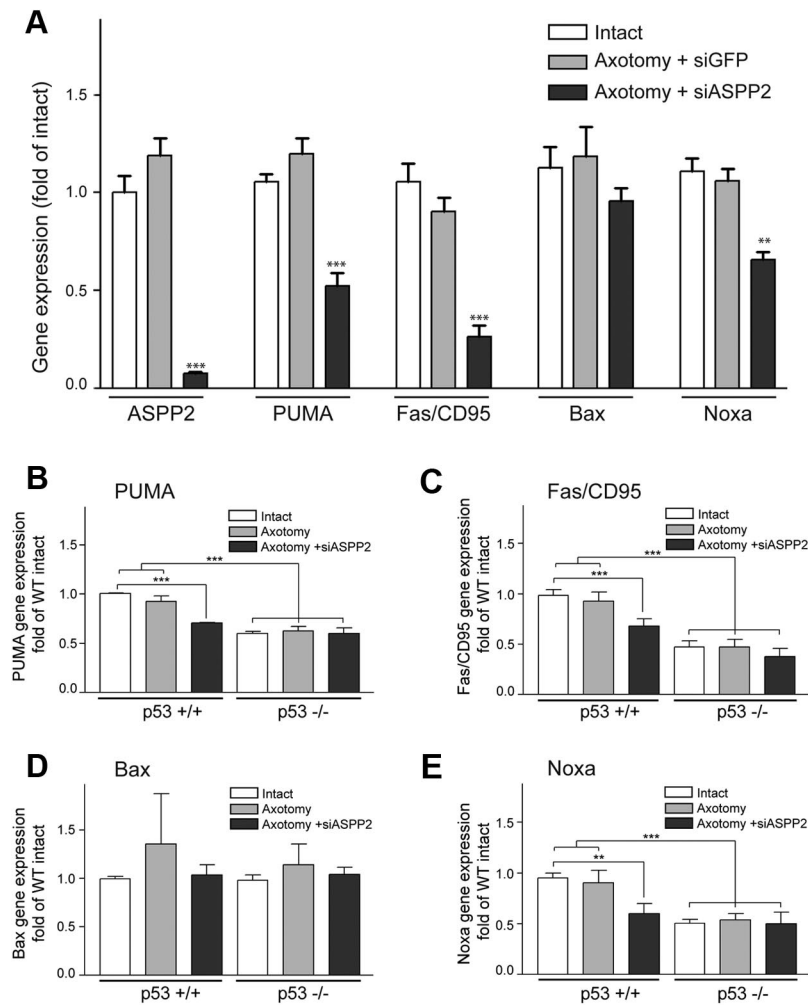 A
Intact
Axotomy + siGFP
Axotomy + siASPP2
Gene expression (fold of intact)
1.5
1.0
0.5
0.0
***
***
***
**
ASPP2 PUMA Fas/CD95 Bax Noxa
B
PUMA
Intact
Axotomy
Axotomy +siASPP2
PUMA gene expression
fold of WT intact
1.5
1.0
0.5
0.0
***
***
p53 +/+ p53 -/-
C
Fas/CD95
Intact
Axotomy
Axotomy +siASPP2
Fas/CD95 gene expression
fold of WT intact
1.5
1.0
0.5
0.0
***
***
p53 +/+ p53 -/-
D
Bax
Intact
Axotomy
Axotomy +siASPP2
Bax gene expression
fold of WT intact
1.5
1.0
0.5
0.0
p53 +/+ p53 -/-
E
Noxa
Intact
Axotomy
Axotomy +siASPP2
Noxa gene expression
fold of WT intact
1.5
1.0
0.5
0.0
***
**
p53 +/+ p53 -/-